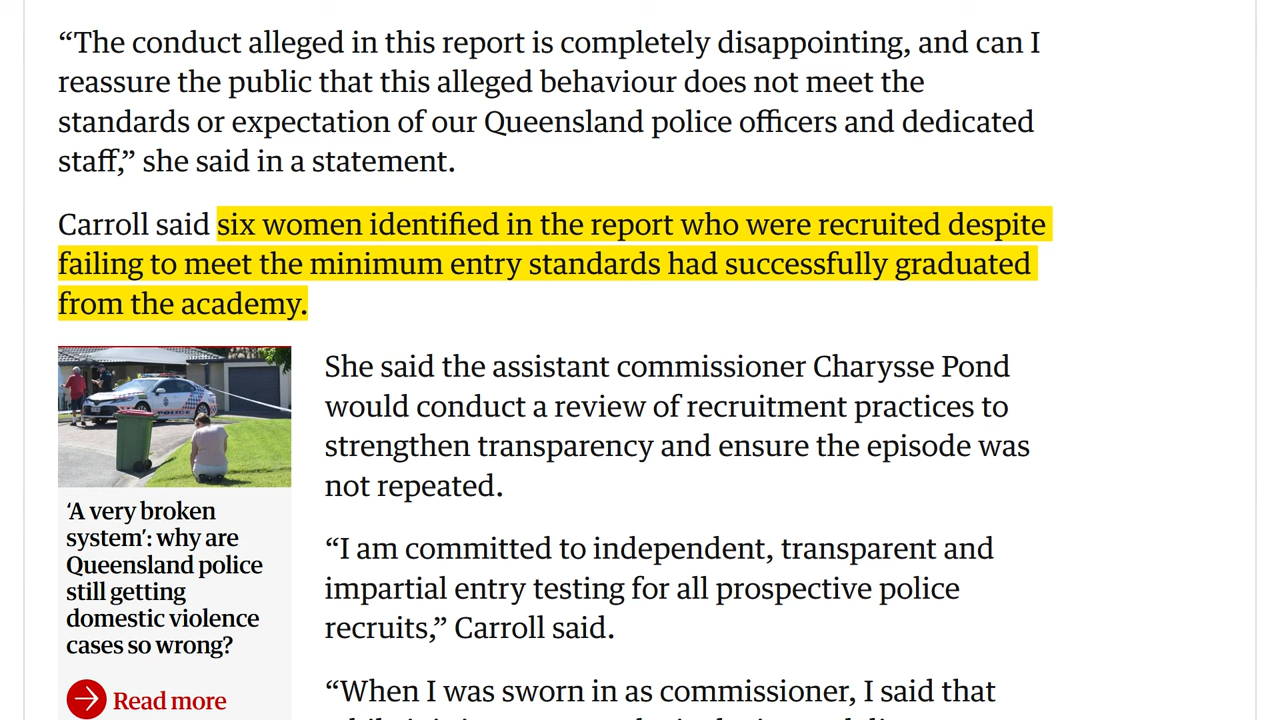 “The conduct alleged in this report is completely disappointing, and can I
reassure the public that this alleged behaviour does not meet the
standards or expectation of our Queensland police officers and dedicated
staff,” she said in a statement.
Carroll said six women identified in the report who were recruited despite
failing to meet the minimum entry standards had successfully graduated
from the academy.
She said the assistant commissioner Charysse Pond
would conduct a review of recruitment practices to
strengthen transparency and ensure the episode was
not repeated.
“I am committed to independent, transparent and
impartial entry testing for all prospective police
recruits,” Carroll said.
“When I was sworn in as commissioner, I said that
POLICE
‘A very broken
system’: why are
Queensland police
still getting
domestic violence
cases so wrong?
Read more